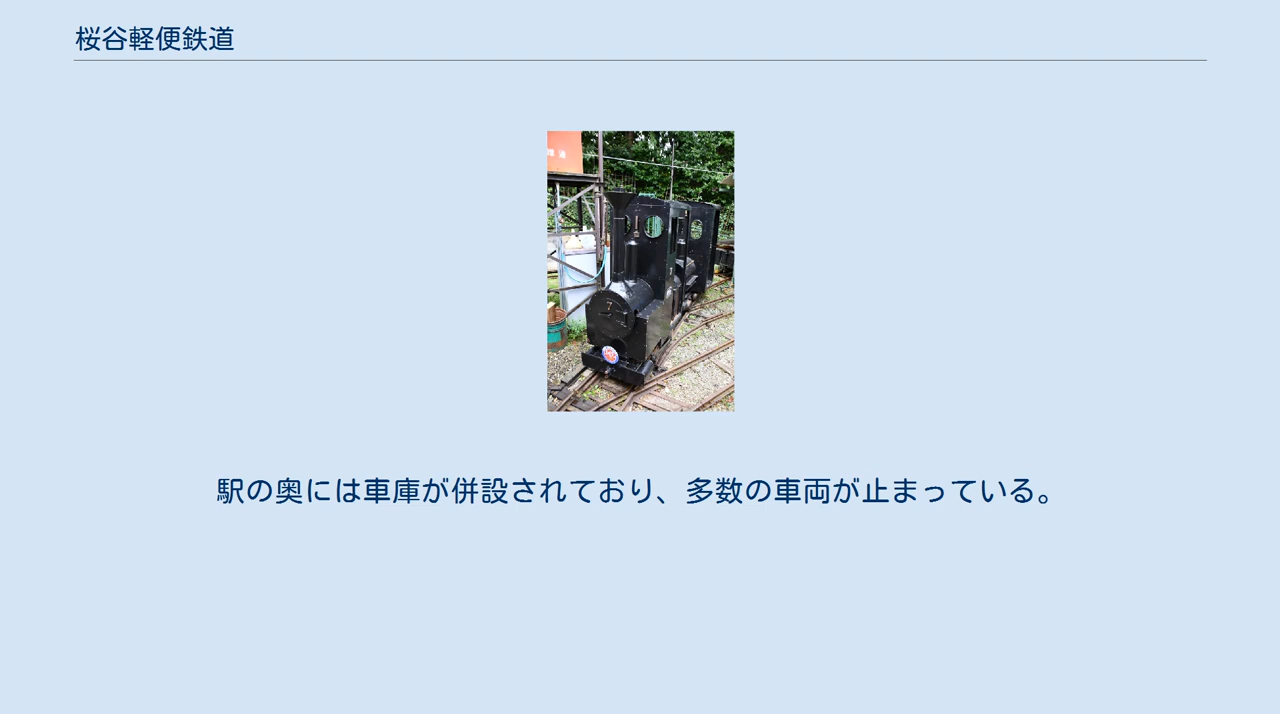 桜谷軽便鉄道
7
駅の奥には車庫が併設されており、多数の車両が止まっている。